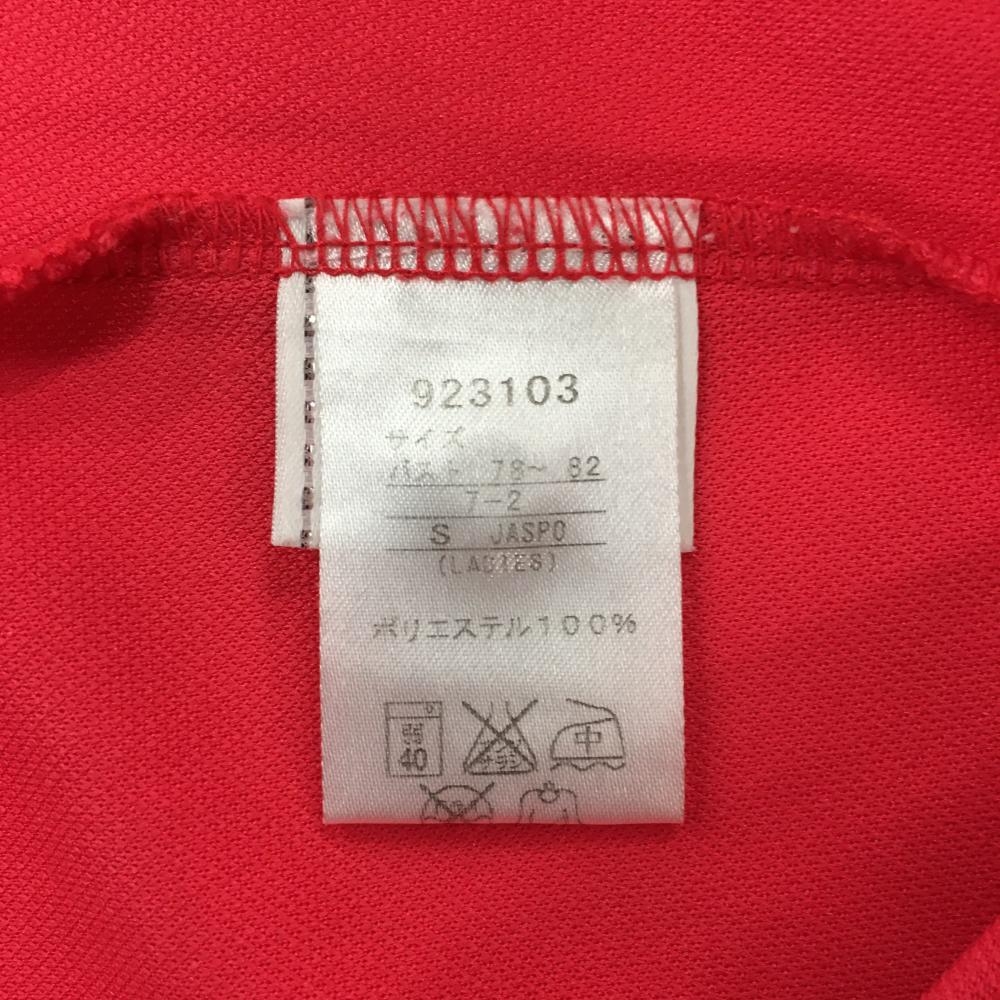 923103
サイズ
バスト 78~ 82
7-2
S JASPO
(LADIES)
ポリエステル100%
40
中